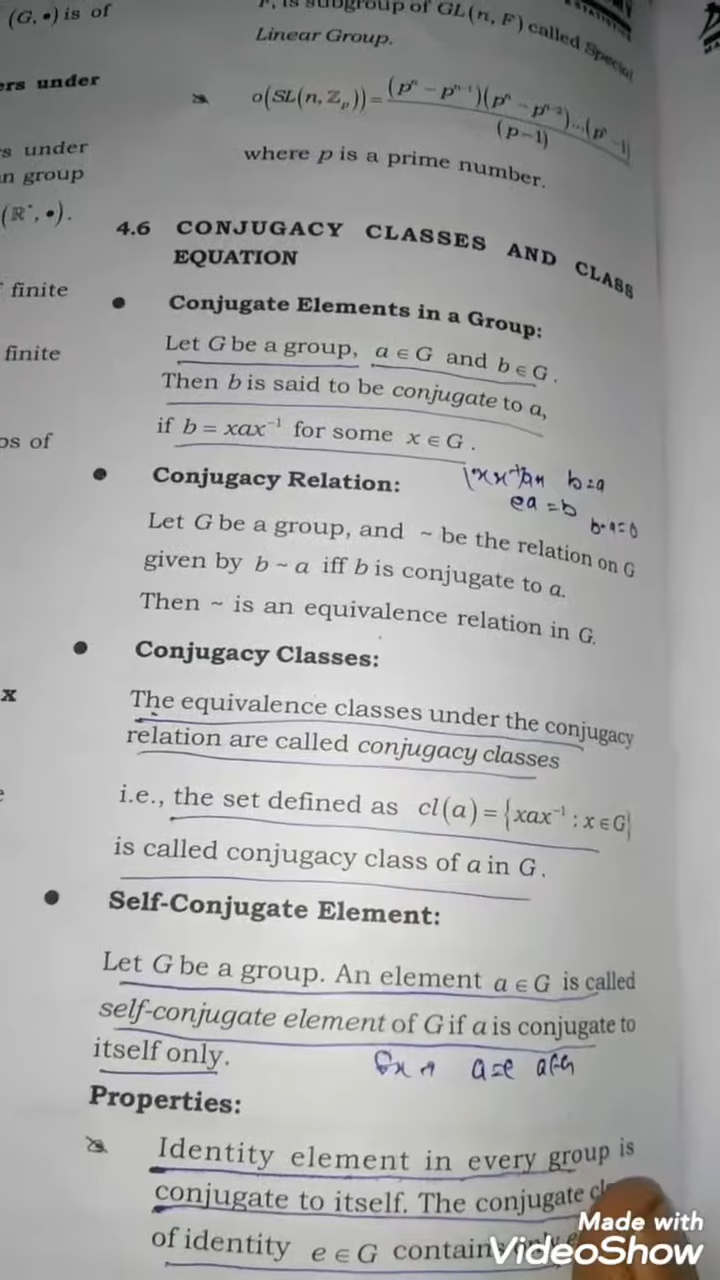 (G, •) is of
ers under
s under
n group
(ℝ*, •).
finite
finite
ps of
x
F, is subgroup of GL(n, F) called Special
Linear Group.
o(SL(n, ℤₚ)) = (pⁿ − pⁿ⁻¹)(pⁿ − pⁿ⁻²)...(pⁿ − 1)
(p−1)
where p is a prime number.
4.6 CONJUGACY CLASSES AND CLASS
EQUATION
• Conjugate Elements in a Group:
Let G be a group, a ∈ G and b ∈ G.
Then b is said to be conjugate to a,
if b = xax⁻¹ for some x ∈ G.
b=a
ea = b
• Conjugacy Relation:
Let G be a group, and ~ be the relation on G
given by b ~ a iff b is conjugate to a.
Then ~ is an equivalence relation in G.
• Conjugacy Classes:
The equivalence classes under the conjugacy
relation are called conjugacy classes
i.e., the set defined as cl(a) = {xax⁻¹ : x ∈ G}
is called conjugacy class of a in G.
• Self-Conjugate Element:
Let G be a group. An element a ∈ G is called
self-conjugate element of G if a is conjugate to
itself only.
a=e
Properties:
Identity element in every group is
conjugate to itself. The conjugate
of identity e ∈ G
Made with
VideoShow